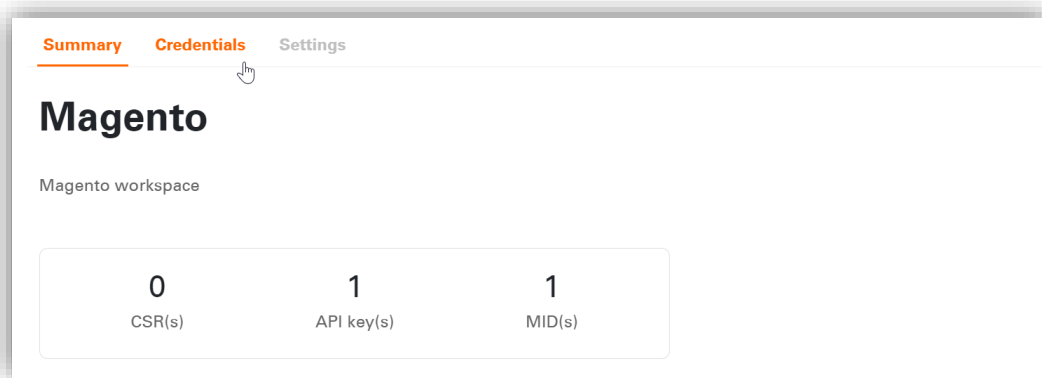 Summary Credentials Settings
Magento
Magento workspace
0 1 1
CSR(s) API key(s) MID(s)